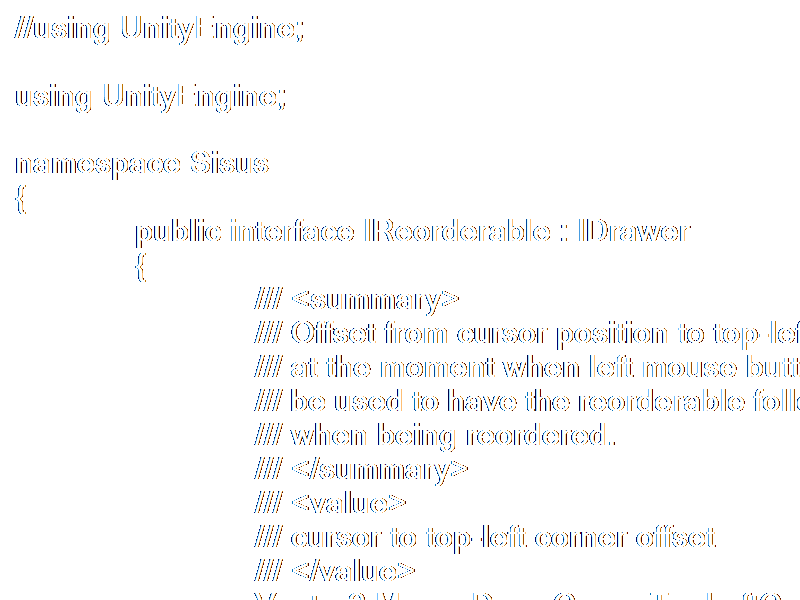 //using UnityEngine;
using UnityEngine;
namespace Sisus
{
public interface IReorderable : IDrawer
{
/// <summary>
/// Offset from cursor position to top-lef
/// at the moment when left mouse butt
/// be used to have the reorderable follo
/// when being reordered.
/// </summary>
/// <value>
/// cursor to top-left corner offset
/// </value>